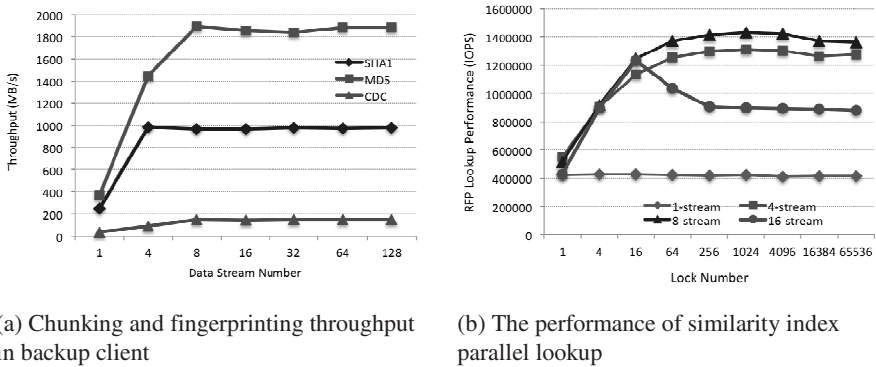 2000
1800
1600
1400
1200
1000
800
600
400
200
0
Throughput (MB/s)
SHA1
MD5
CDC
1 4 8 16 32 64 128
Data Stream Number
1600000
1400000
1200000
1000000
800000
600000
400000
200000
0
RFP Lookup Performance (IOPS)
1-stream 4-stream
8 stream 16 stream
1 4 16 64 256 1024 4096 16384 65536
Lock Number
(a) Chunking and fingerprinting throughput
in backup client
(b) The performance of similarity index
parallel lookup